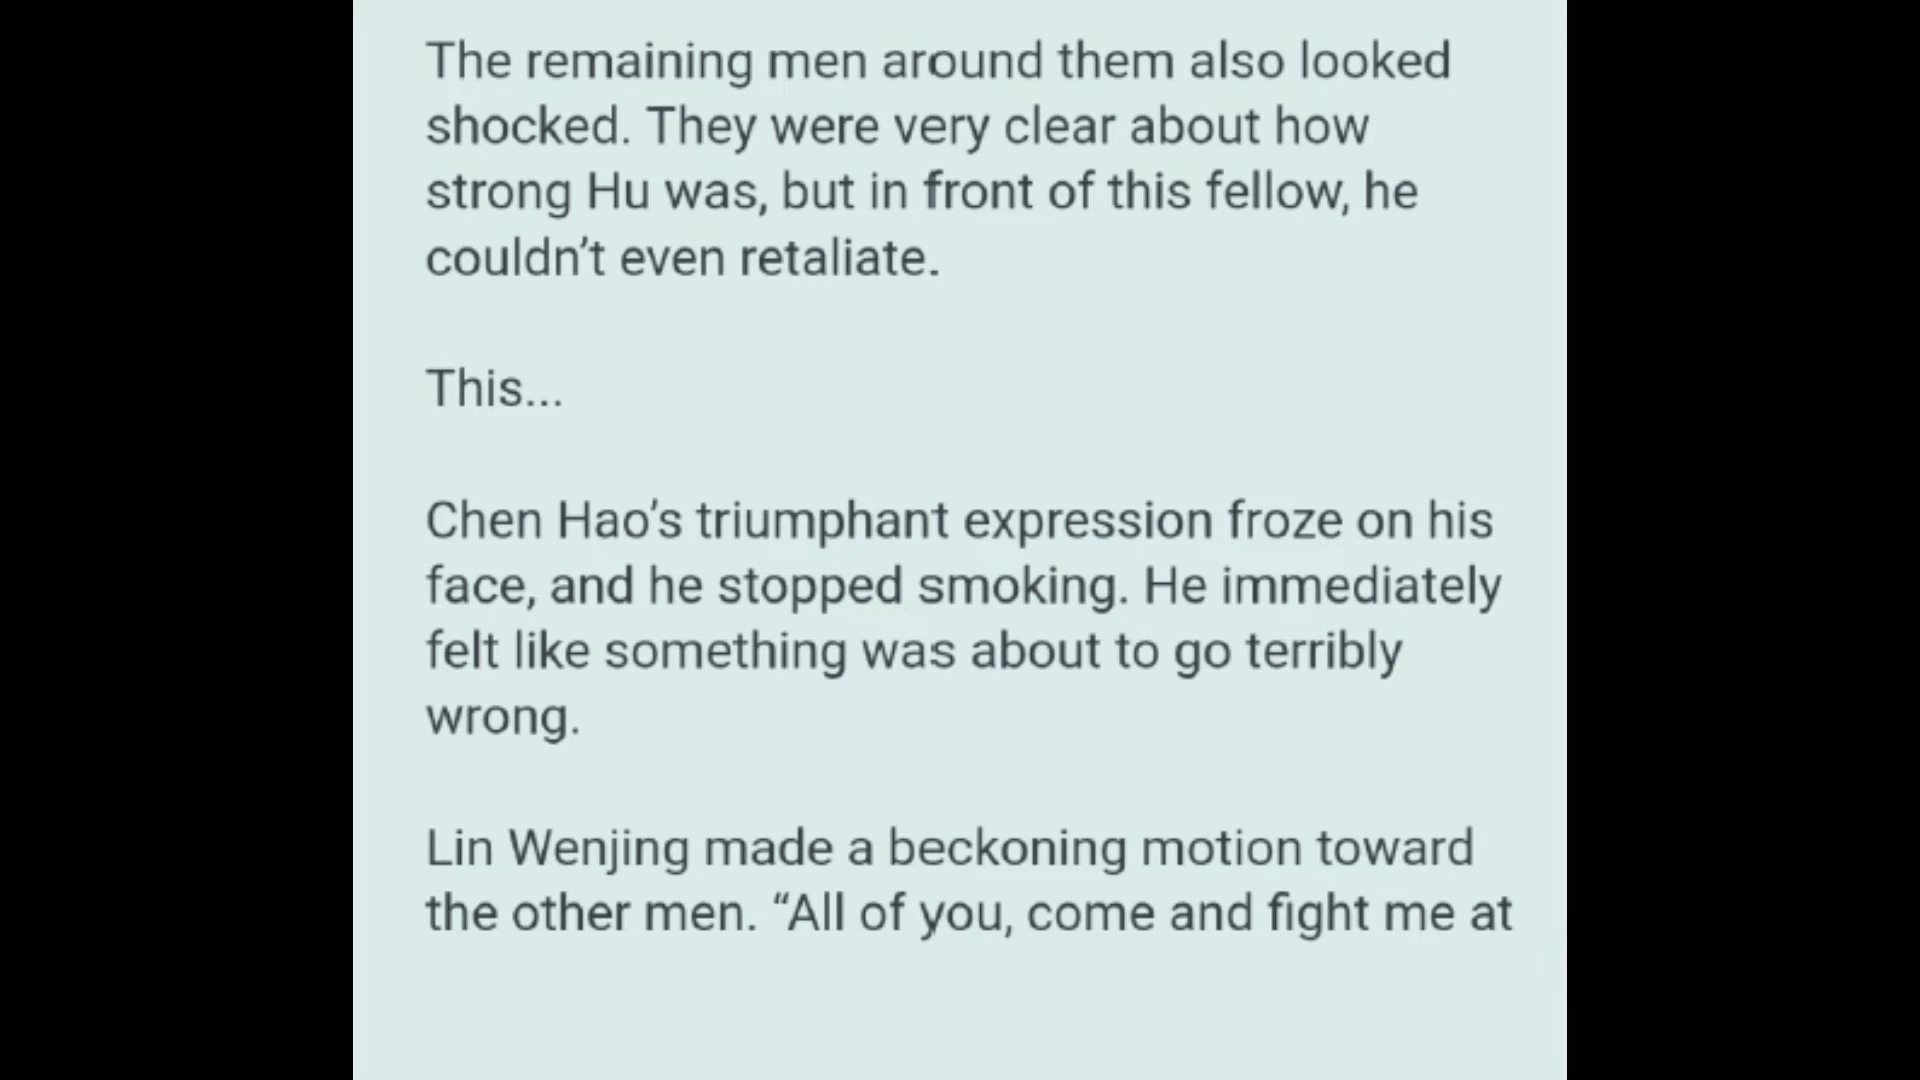 The remaining men around them also looked
shocked. They were very clear about how
strong Hu was, but in front of this fellow, he
couldn’t even retaliate.
This...
Chen Hao’s triumphant expression froze on his
face, and he stopped smoking. He immediately
felt like something was about to go terribly
wrong.
Lin Wenjing made a beckoning motion toward
the other men. “All of you, come and fight me at